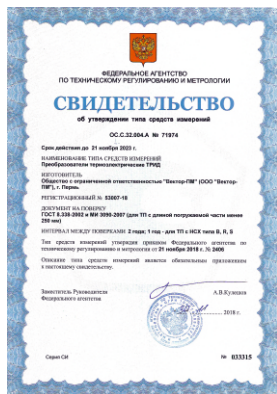 ФЕДЕРАЛЬНОЕ АГЕНТСТВО
ПО ТЕХНИЧЕСКОМУ РЕГУЛИРОВАНИЮ И МЕТРОЛОГИИ
СВИДЕТЕЛЬСТВО
об утверждении типа средств измерений
ОС.С.32.004.А № 71974
Срок действия до 21 ноября 2023 г.
НАИМЕНОВАНИЕ ТИПА СРЕДСТВ ИЗМЕРЕНИЙ
Преобразователи термоэлектрические ТРИД
ИЗГОТОВИТЕЛЬ
Общество с ограниченной ответственностью "Вектор-ПМ" (ООО "Вектор-
ПМ"), г. Пермь
РЕГИСТРАЦИОННЫЙ № 53007-18
ДОКУМЕНТ НА ПОВЕРКУ
ГОСТ 8.338-2002 и МИ 3090-2007 (для ТП с длиной погружаемой части менее
250 мм)
ИНТЕРВАЛ МЕЖДУ ПОВЕРКАМИ 2 года; 1 год - для ТП с НСХ типа B, R, S
Тип средств измерений утвержден приказом Федерального агентства по
техническому регулированию и метрологии от 21 ноября 2018 г. № 2406
Описание типа средств измерений является обязательным приложением
к настоящему свидетельству.
Заместитель Руководителя
Федерального агентства
А.В.Кулешов
2018 г.
Серия СИ
№ 033315